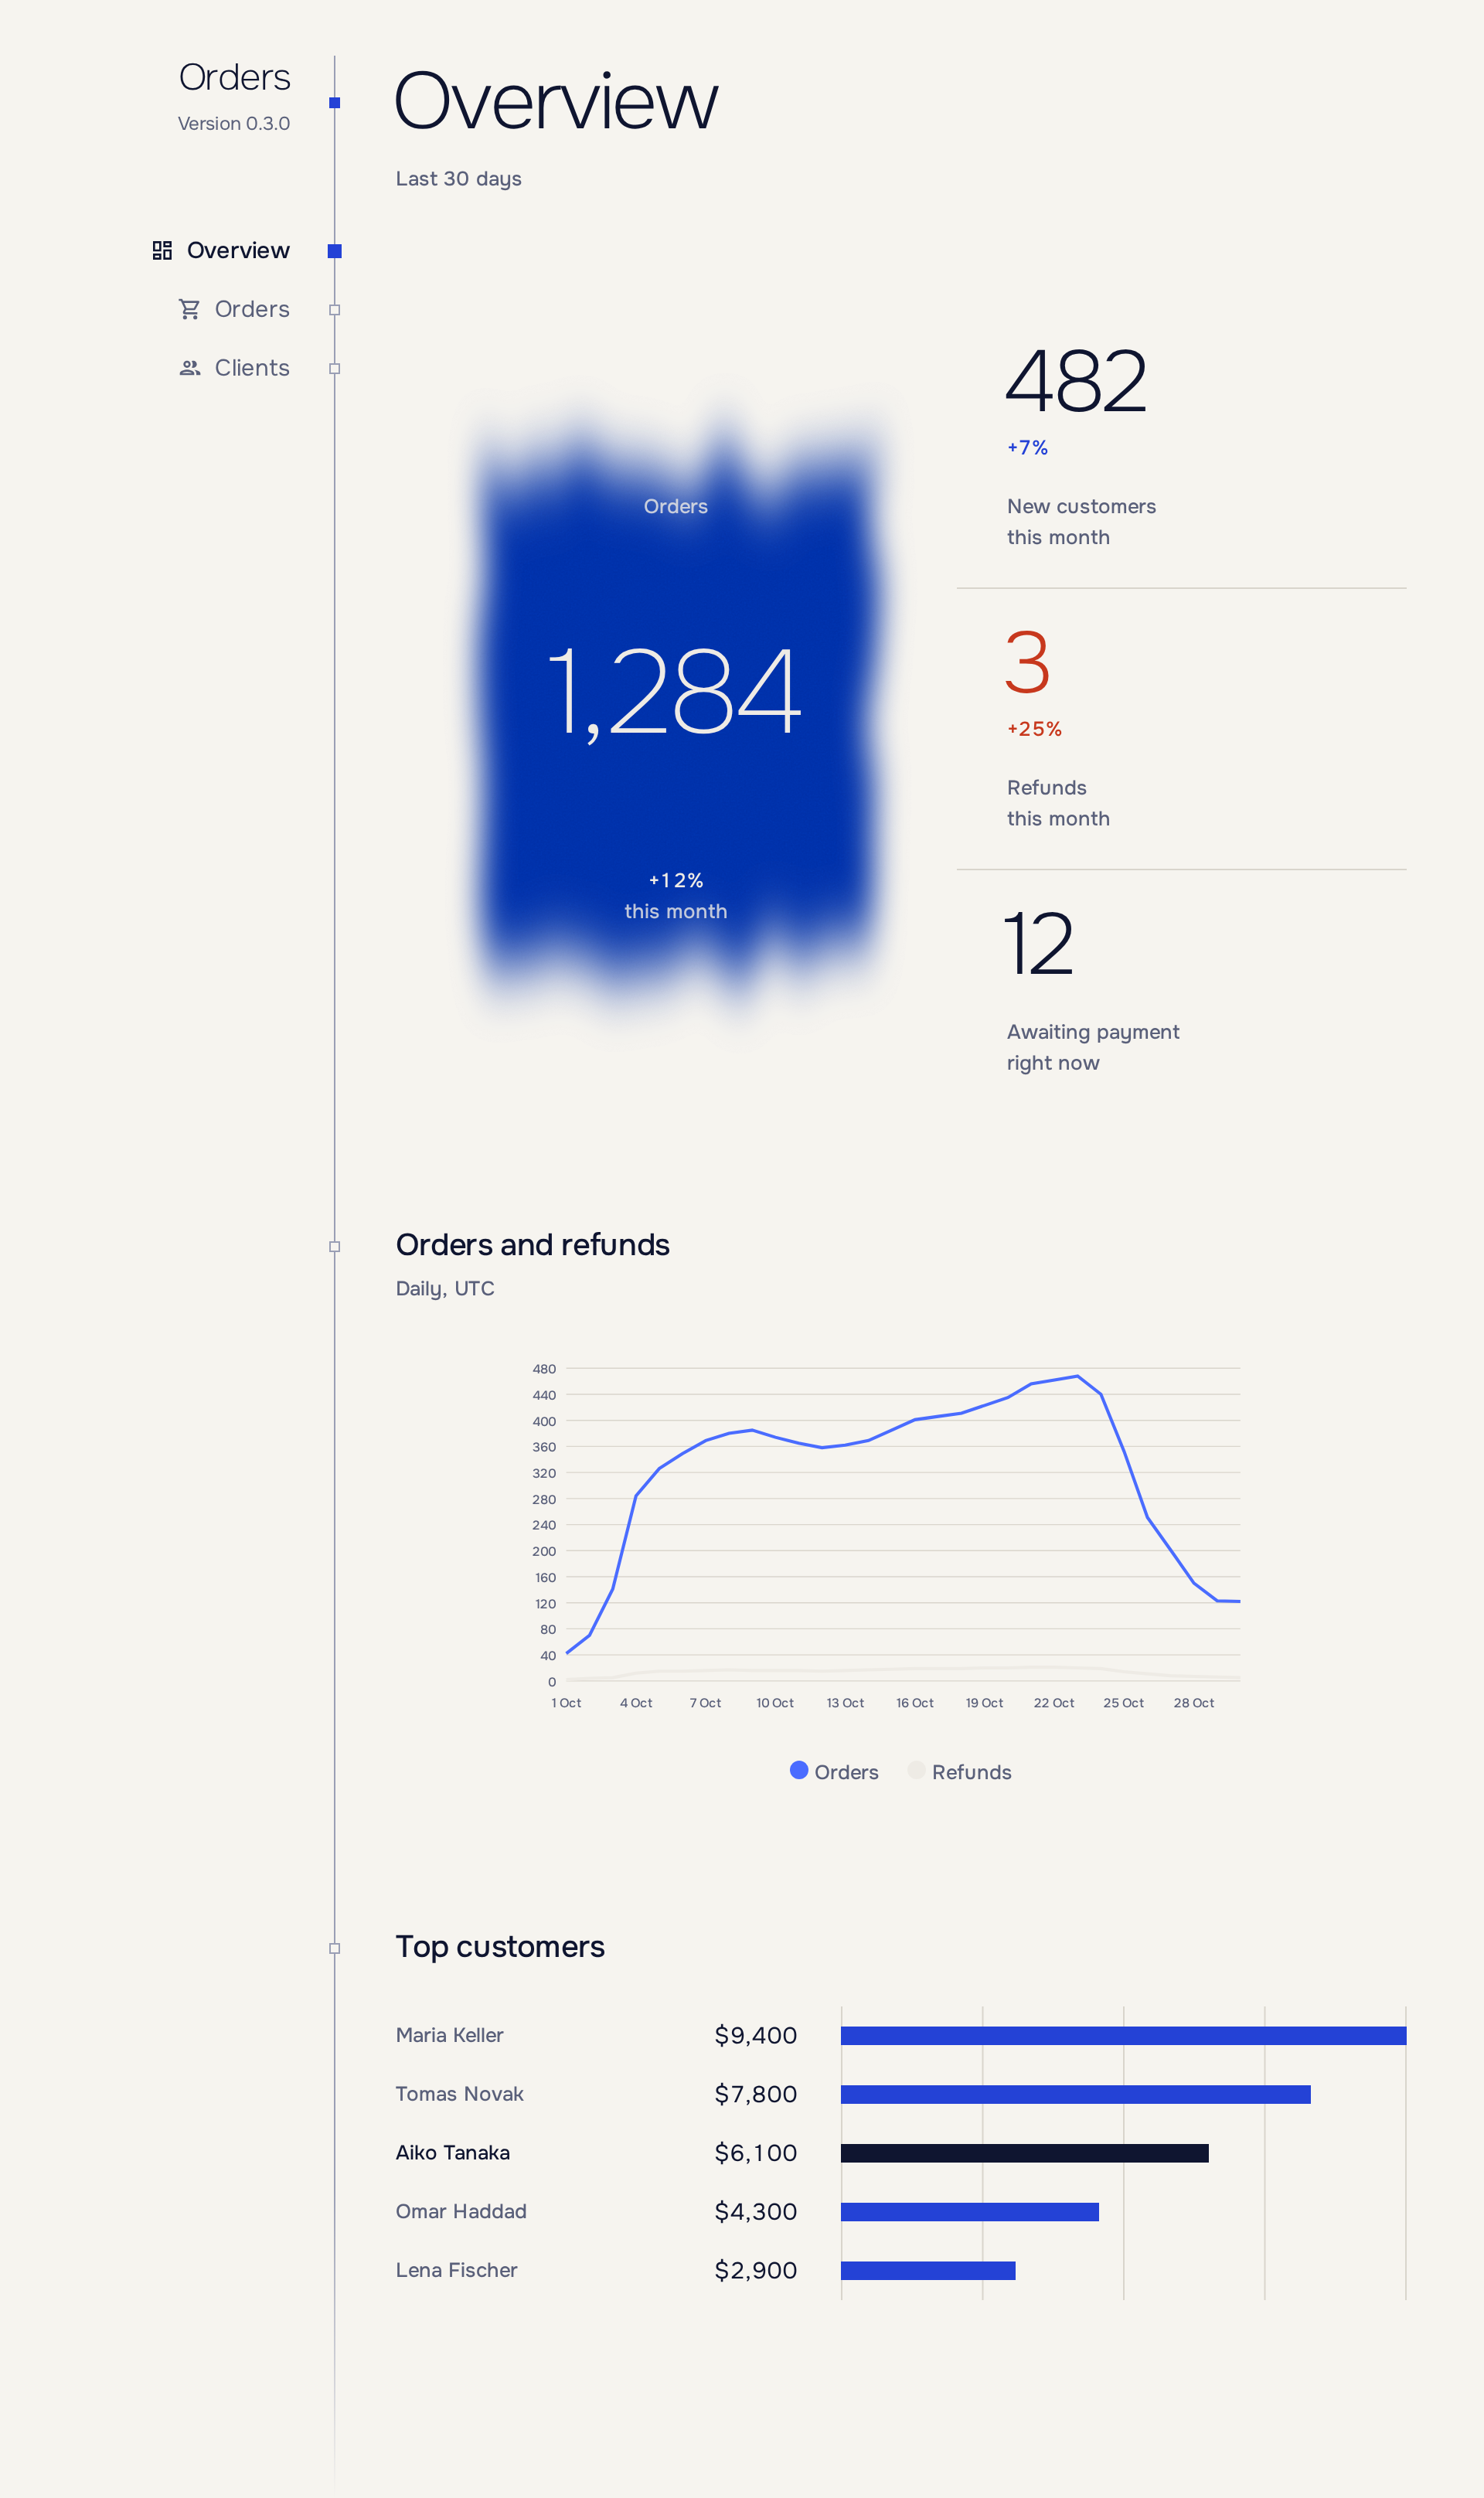 Orders
Version 0.3.0
Overview
Orders
Clients
Overview
Last 30 days
Orders
1,284
+12%
this month
482
+7%
New customers
this month
3
+25%
Refunds
this month
12
Awaiting payment
right now
Orders and refunds
Daily, UTC
480
440
400
360
320
280
240
200
160
120
80
40
0
1 Oct 4 Oct 7 Oct 10 Oct 13 Oct 16 Oct 19 Oct 22 Oct 25 Oct 28 Oct
Orders Refunds
Top customers
Maria Keller $9,400
Tomas Novak $7,800
Aiko Tanaka $6,100
Omar Haddad $4,300
Lena Fischer $2,900